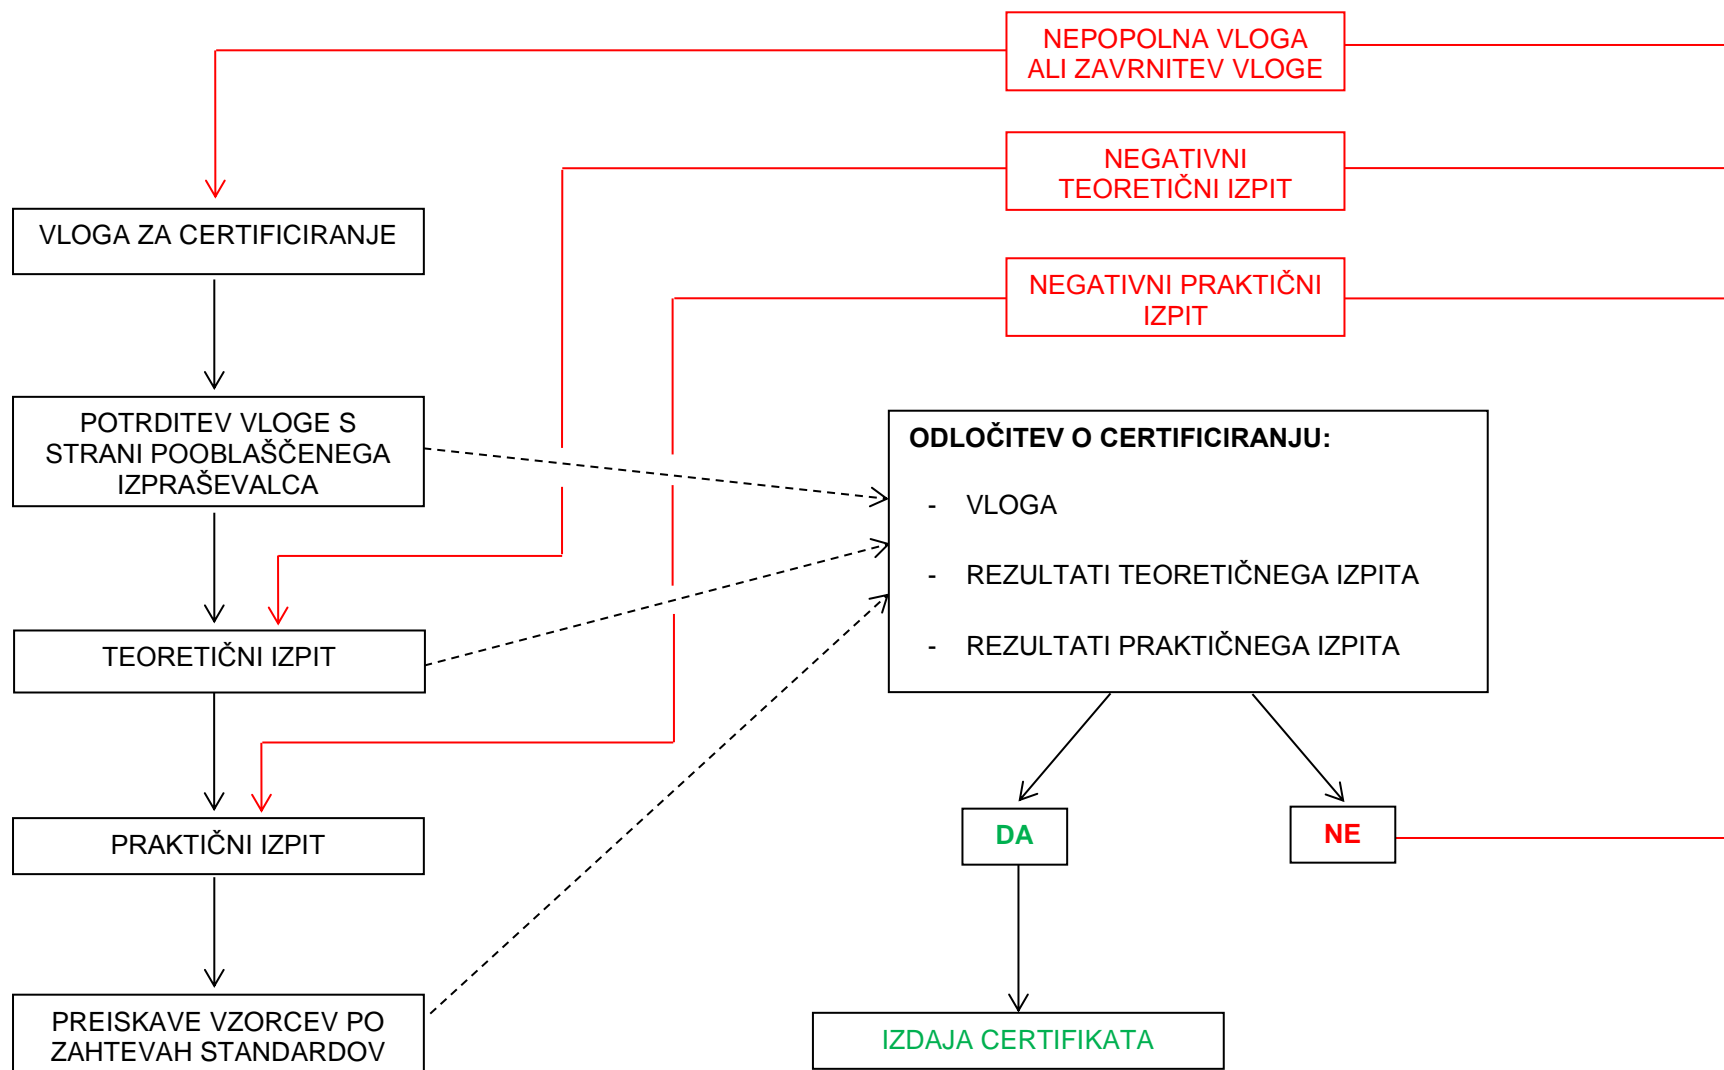 NEPOPOLNA VLOGA
ALI ZAVRNITEV VLOGE
NEGATIVNI
TEORETIČNI IZPIT
NEGATIVNI PRAKTIČNI
IZPIT
VLOGA ZA CERTIFICIRANJE
POTRDITEV VLOGE S
STRANI POOBLAŠČENEGA
IZPRAŠEVALCA
TEORETIČNI IZPIT
PRAKTIČNI IZPIT
PREISKAVE VZORCEV PO
ZAHTEVAH STANDARDOV
ODLOČITEV O CERTIFICIRANJU:
- VLOGA
- REZULTATI TEORETIČNEGA IZPITA
- REZULTATI PRAKTIČNEGA IZPITA
DA
NE
IZDAJA CERTIFIKATA